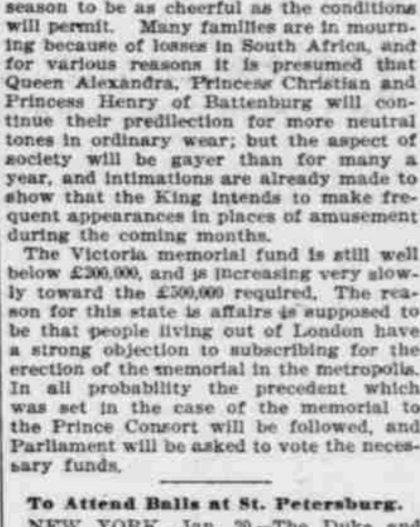 season to be as cheerful as the conditions
will permit. Many families are in mourn-
ing because of losses in South Africa, and
for various reasons it is presumed that
Queen Alexandra, Princess Christian and
Princess Henry of Battenburg will con-
tinue their predilection for more neutral
tones in ordinary wear; but the aspect of
society will be gayer than for many a
year, and intimations are already made to
show that the King intends to make fre-
quent appearances in places of amusement
during the coming months.
The Victoria memorial fund is still well
below £200,000, and is increasing very slow-
ly toward the £500,000 required. The rea-
son for this state is affairs is supposed to
be that people living out of London have
a strong objection to subscribing for the
erection of the memorial in the metropolis.
In all probability the precedent which
was set in the case of the memorial to
the Prince Consort will be followed, and
Parliament will be asked to vote the neces-
sary funds.
To Attend Balls at St. Petersburg.
NEW YORK, Jan. 20.—The Duke